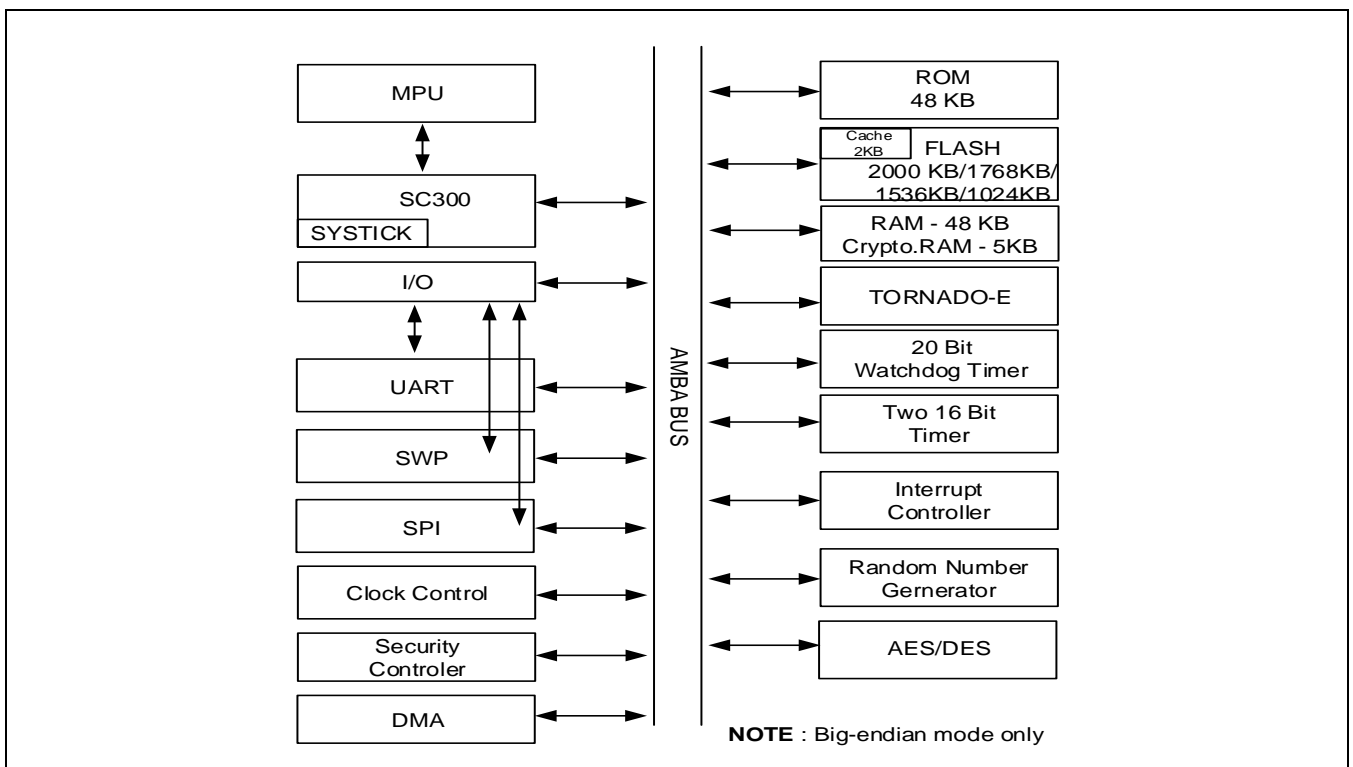 MPU
SC300
SYSTICK
I/O
UART
SWP
SPI
Clock Control
Security
Controler
DMA
AMBA BUS
ROM
48 KB
Cache
2KB
FLASH
2000 KB/1768KB/
1536KB/1024KB
RAM - 48 KB
Crypto.RAM - 5KB
TORNADO-E
20 Bit
Watchdog Timer
Two 16 Bit
Timer
Interrupt
Controller
Random Number
Gernerator
AES/DES
NOTE : Big-endian mode only